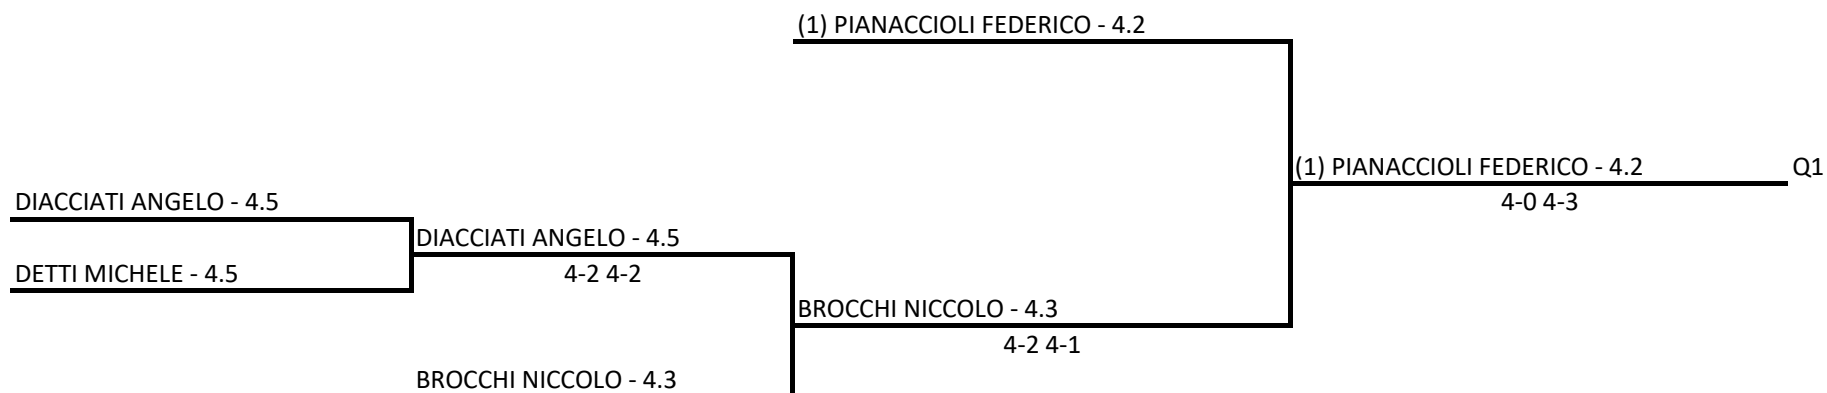 (1) PIANACCIOLI FEDERICO - 4.2
(1) PIANACCIOLI FEDERICO - 4.2 Q1
DIACCIATI ANGELO - 4.5
4-0 4-3
DIACCIATI ANGELO - 4.5
DETTI MICHELE - 4.5
4-2 4-2
BROCCHI NICCOLO - 4.3
4-2 4-1
BROCCHI NICCOLO - 4.3